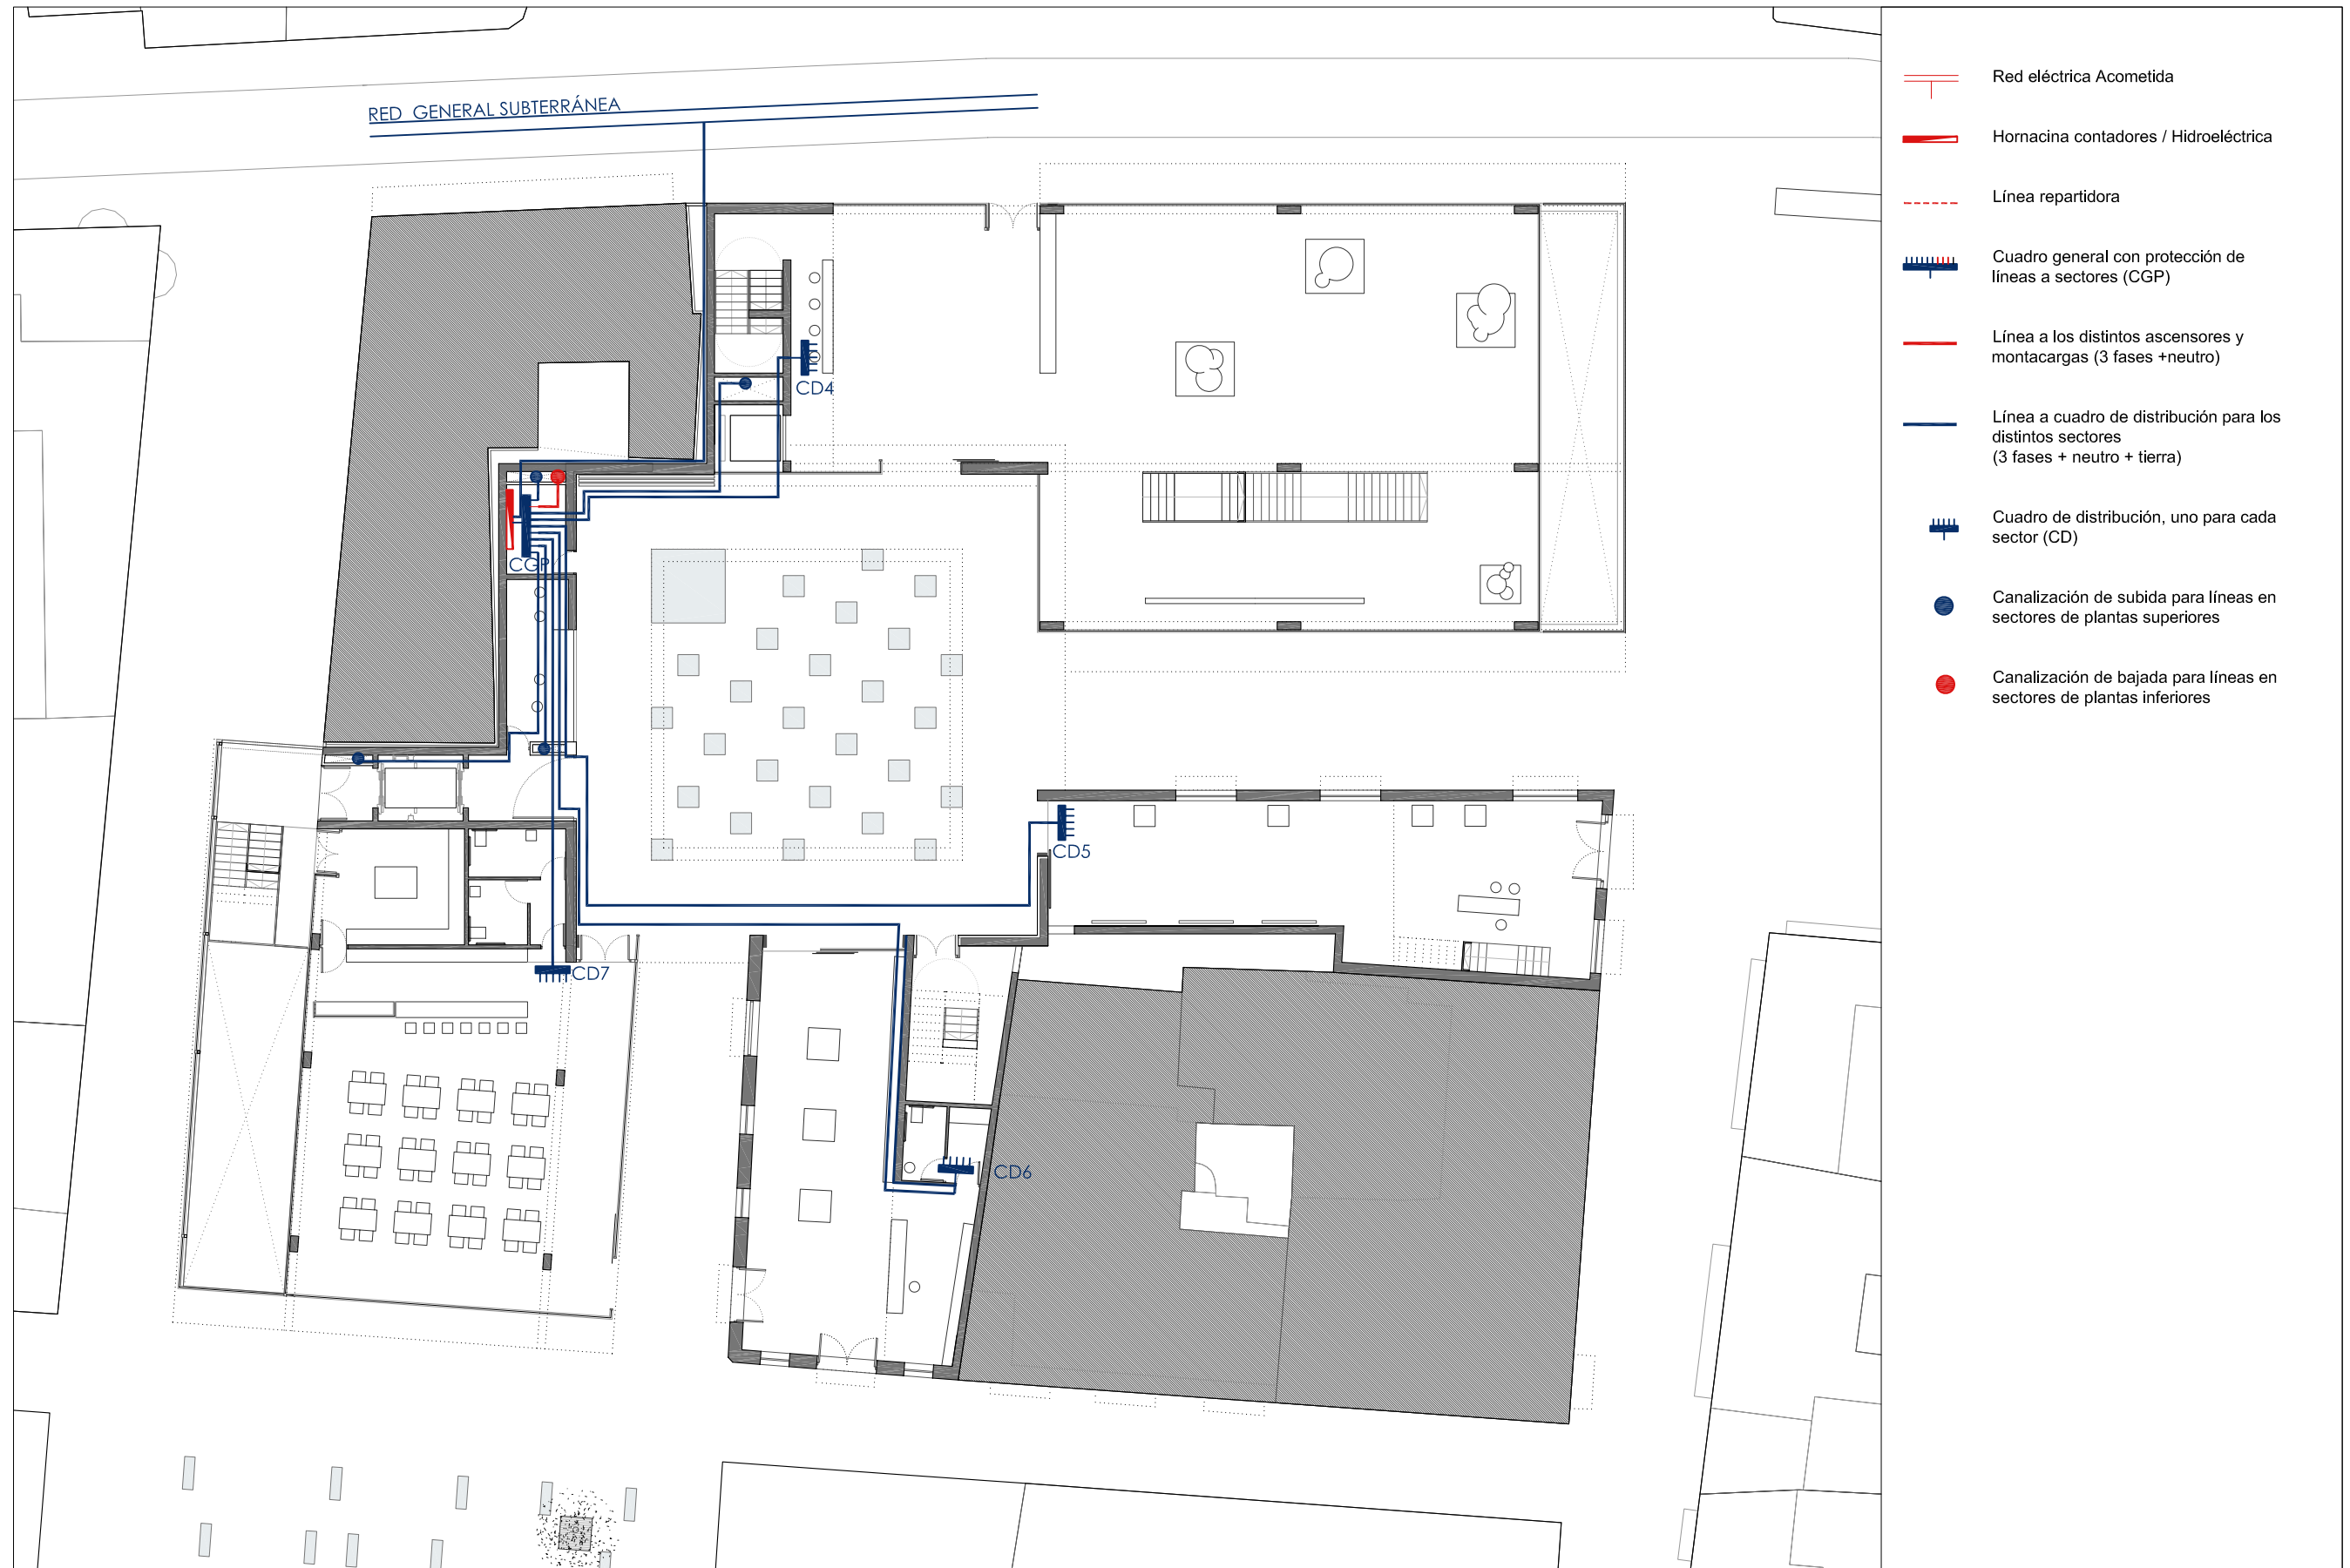 RED GENERAL SUBTERRÁNEA
CD4
CGP
CD5
CD7
CD6
Red eléctrica Acometida
Hornacina contadores / Hidroeléctrica
Línea repartidora
Cuadro general con protección de
líneas a sectores (CGP)
Línea a los distintos ascensores y
montacargas (3 fases +neutro)
Línea a cuadro de distribución para los
distintos sectores
(3 fases + neutro + tierra)
Cuadro de distribución, uno para cada
sector (CD)
Canalización de subida para líneas en
sectores de plantas superiores
Canalización de bajada para líneas en
sectores de plantas inferiores